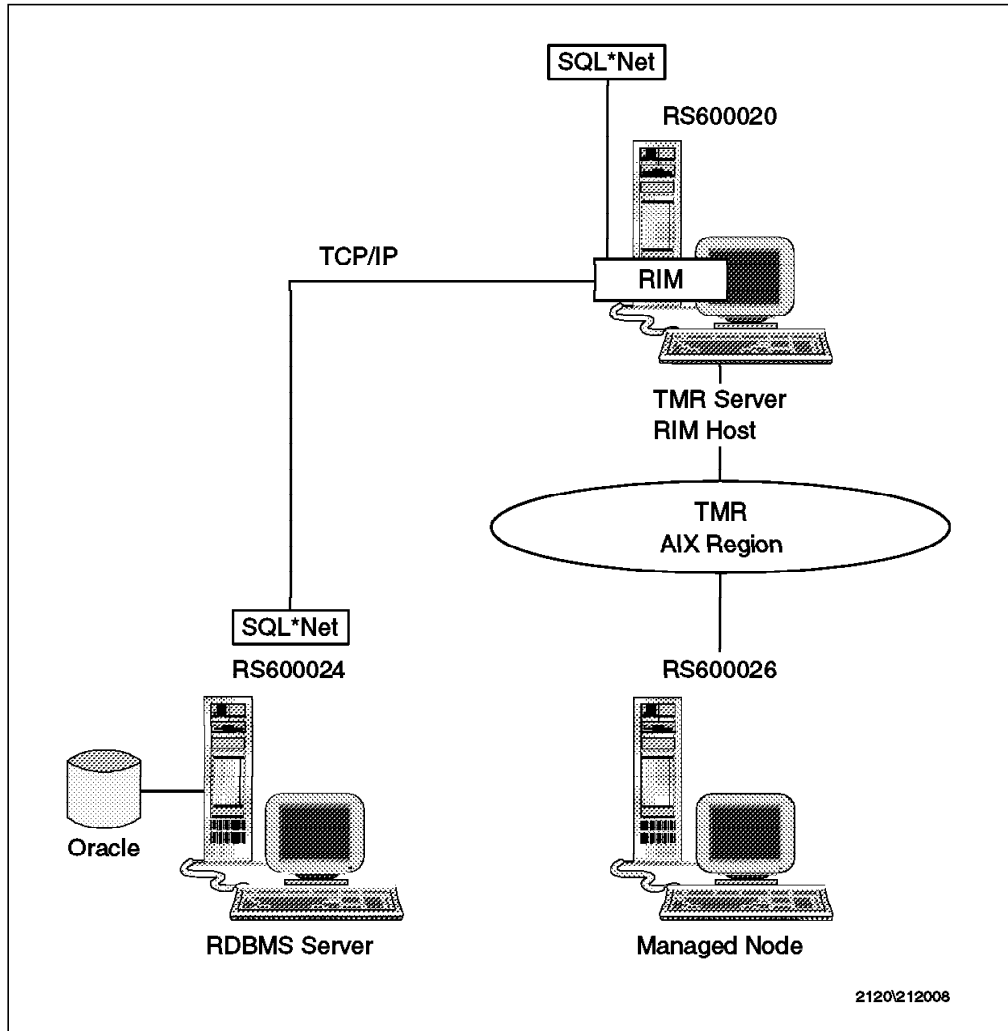 SQL*Net
RS600020
TCP/IP
RIM
TMR Server
RIM Host
TMR
AIX Region
SQL*Net
RS600024
RS600026
Oracle
RDBMS Server
Managed Node
2120\212008